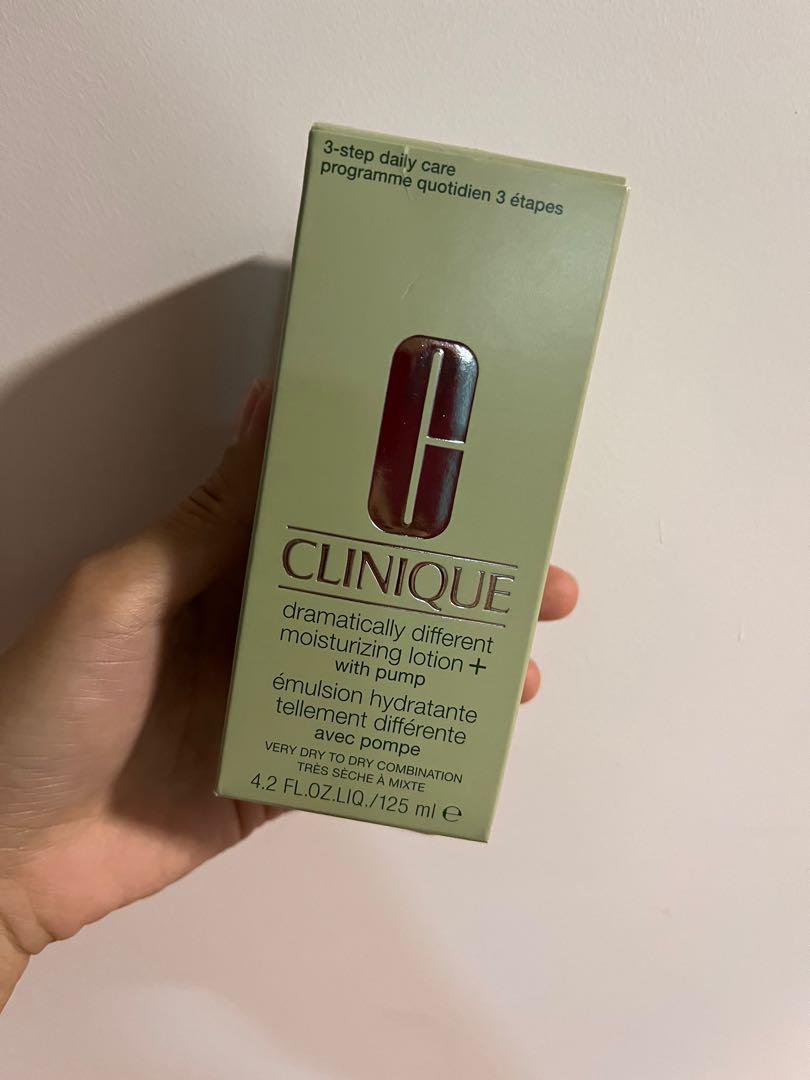 3-step daily care
programme quotidien 3 étapes
C
CLINIQUE
dramatically different
moisturizing lotion +
with pump
émulsion hydratante
tellement différente
avec pompe
VERY DRY TO DRY COMBINATION
TRÈS SÈCHE À MIXTE
4.2 FL.OZ.LIQ./125 ml ℮